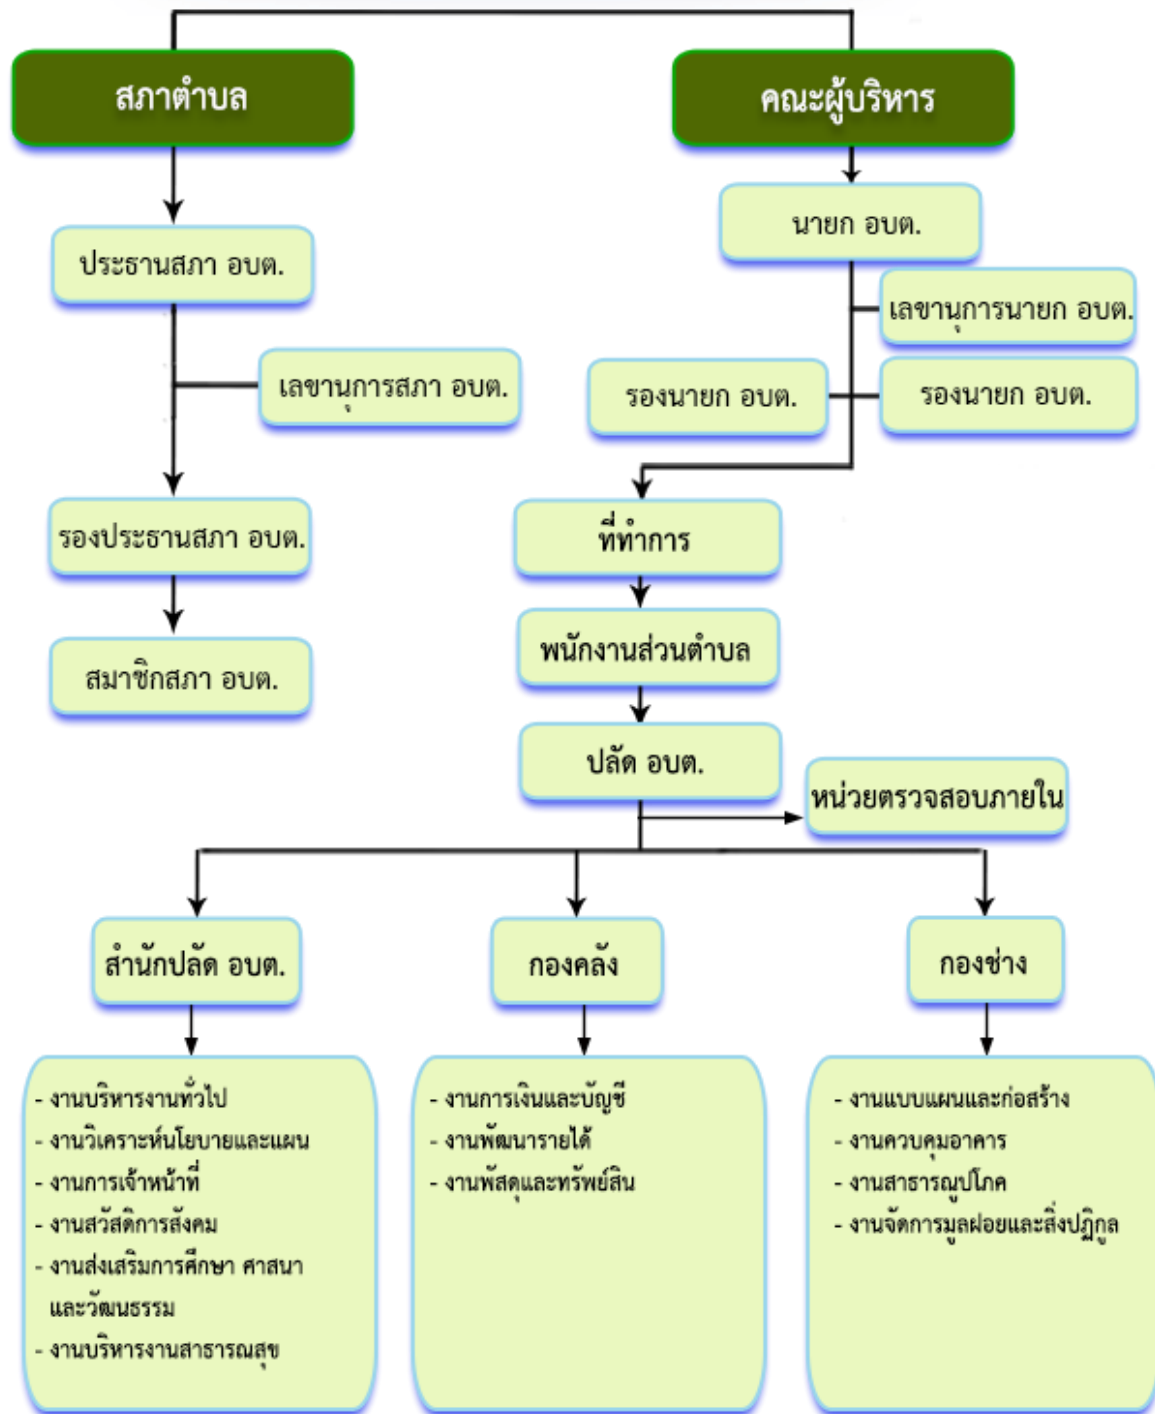 สภาตำบล
คณะผู้บริหาร
นายก อบต.
ประธานสภา อบต.
เลขานุการนายก อบต.
เลขานุการสภา อบต.
รองนายก อบต.
รองนายก อบต.
รองประธานสภา อบต.
ที่ทำการ
พนักงานส่วนตำบล
สมาชิกสภา อบต.
ปลัด อบต.
หน่วยตรวจสอบภายใน
สำนักปลัด อบต.
กองคลัง
กองช่าง
- งานบริหารงานทั่วไป
- งานวิเคราะห์นโยบายและแผน
- งานการเจ้าหน้าที่
- งานสวัสดิการสังคม
- งานส่งเสริมการศึกษา ศาสนา
และวัฒนธรรม
- งานบริหารงานสาธารณสุข
- งานการเงินและบัญชี
- งานพัฒนารายได้
- งานพัสดุและทรัพย์สิน
- งานแบบแผนและก่อสร้าง
- งานควบคุมอาคาร
- งานสาธารณูปโภค
- งานจัดการมูลฝอยและสิ่งปฏิกูล